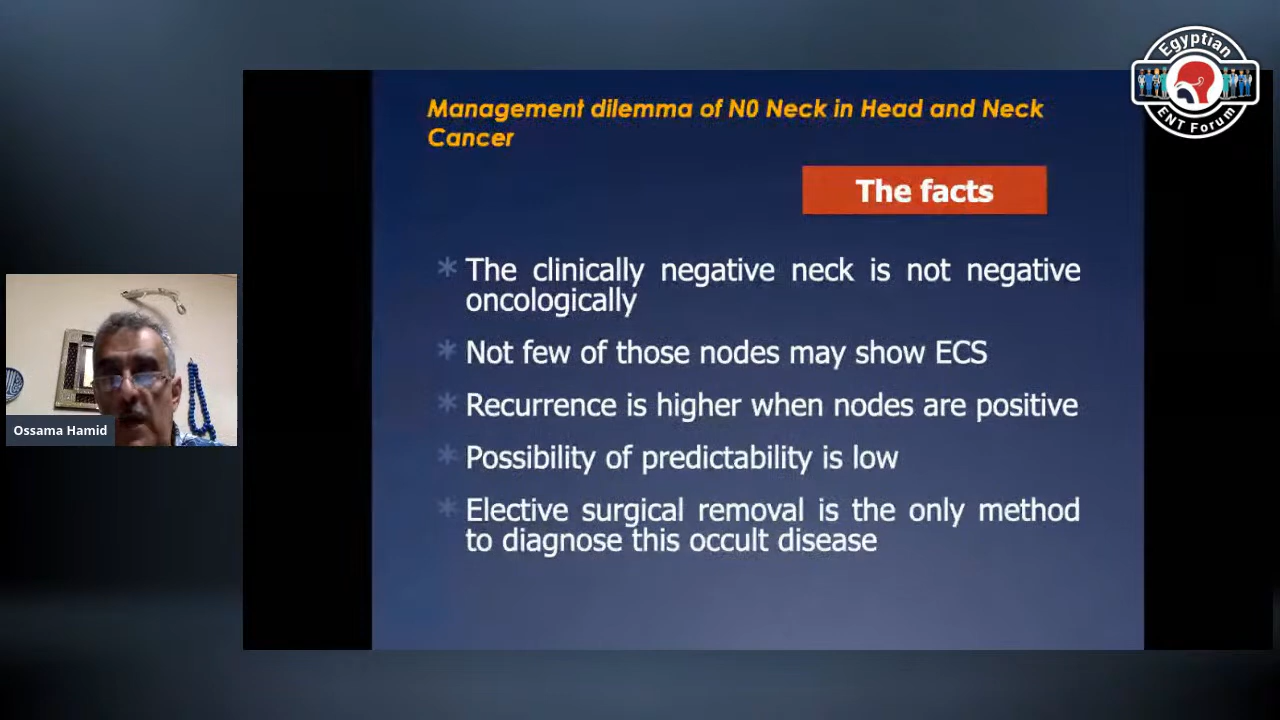 Egyptian
ENT Forum
Management dilemma of N0 Neck in Head and Neck
Cancer
The facts
* The clinically negative neck is not negative
oncologically
* Not few of those nodes may show ECS
* Recurrence is higher when nodes are positive
* Possibility of predictability is low
* Elective surgical removal is the only method
to diagnose this occult disease
Ossama Hamid